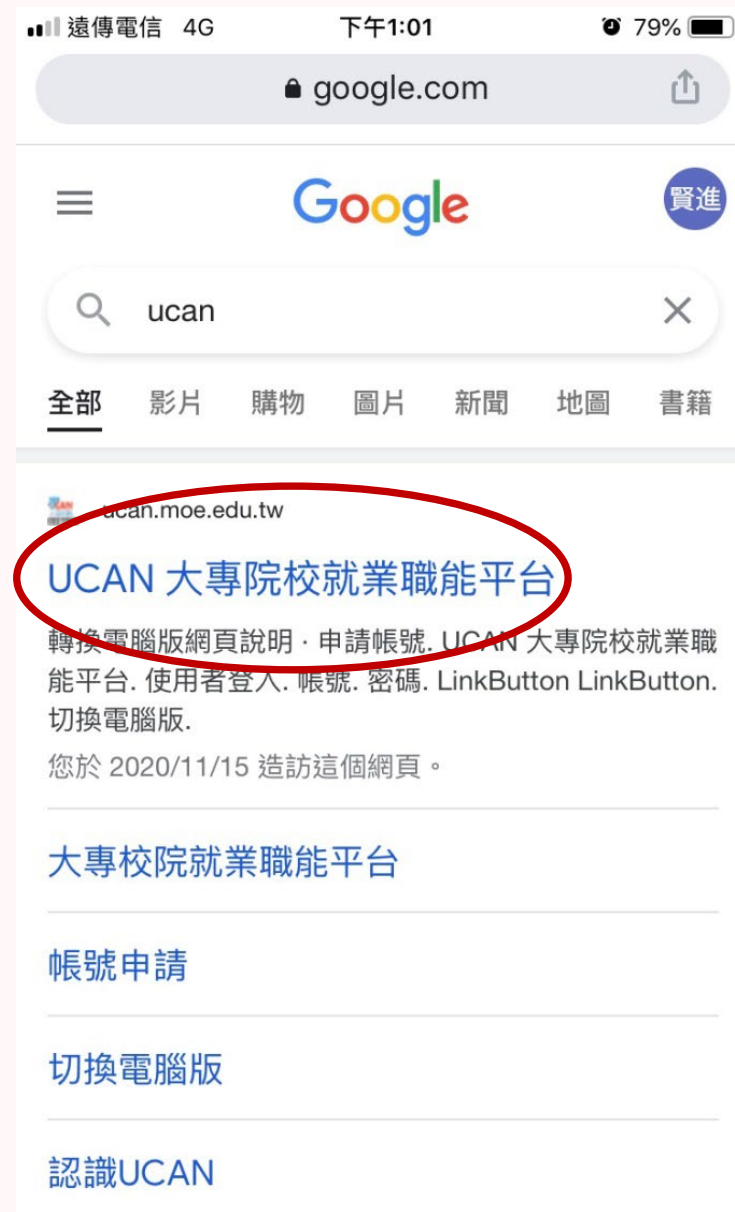 遠傳電信 4G 下午1:01 79%
google.com
Google 賢進
ucan
全部 影片 購物 圖片 新聞 地圖 書籍
ucan.moe.edu.tw
UCAN 大專院校就業職能平台
轉換電腦版網頁說明 · 申請帳號. UCAN 大專院校就業職
能平台. 使用者登入. 帳號. 密碼. LinkButton LinkButton.
切換電腦版.
您於 2020/11/15 造訪這個網頁。
大專校院就業職能平台
帳號申請
切換電腦版
認識UCAN